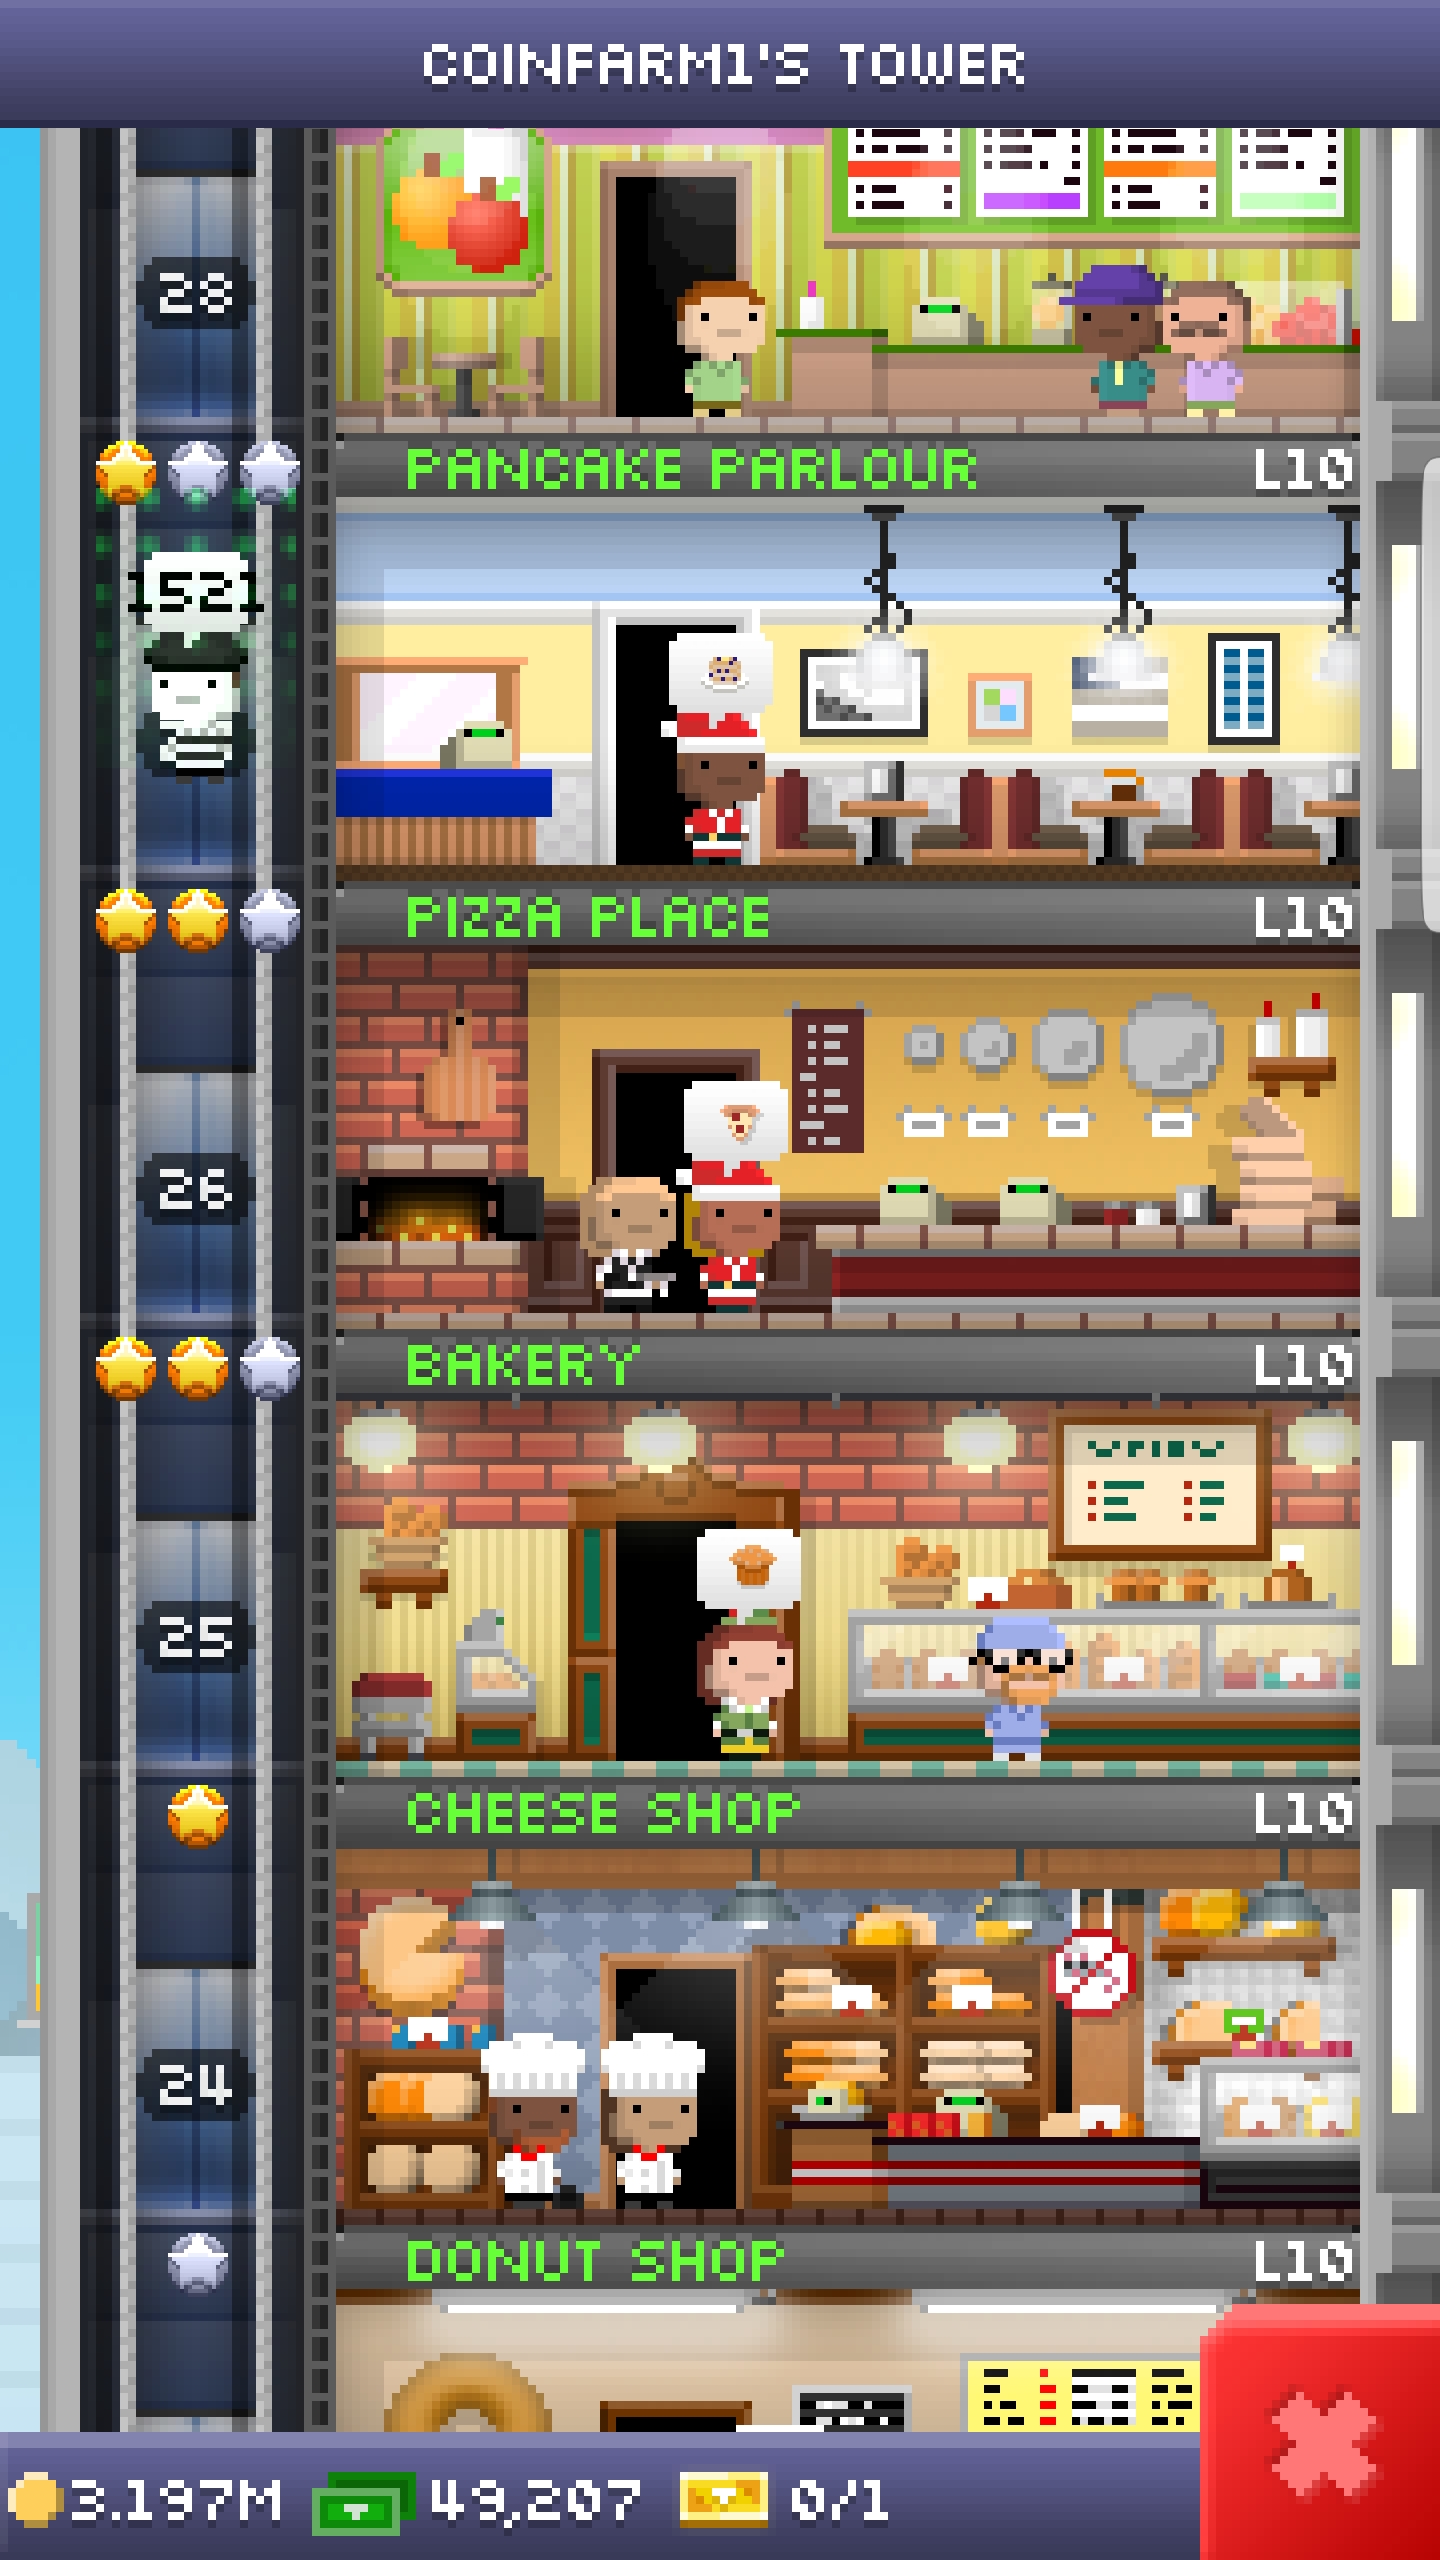 COINFARM1'S TOWER
28
PANCAKE PARLOUR L10
1521
PIZZA PLACE L10
26
BAKERY L10
25
CHEESE SHOP L10
24
DONUT SHOP L10
3.197M 49,207 0/1